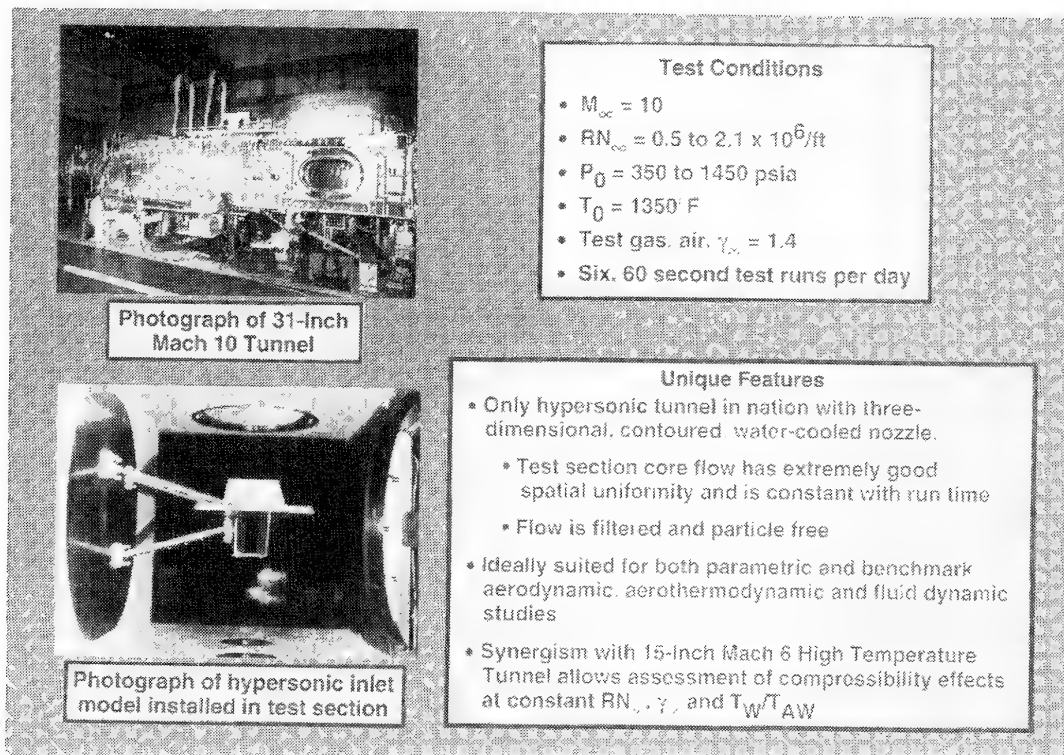 Test Conditions
• M∞ = 10
• RN∞ = 0.5 to 2.1 x 10⁶/ft
• P₀ = 350 to 1450 psia
• T₀ = 1350° F
• Test gas, air, γ∞ = 1.4
• Six, 60 second test runs per day
Photograph of 31-Inch
Mach 10 Tunnel
Unique Features
• Only hypersonic tunnel in nation with three-
dimensional, contoured water-cooled nozzle.
• Test section core flow has extremely good
spatial uniformity and is constant with run time
• Flow is filtered and particle free
• Ideally suited for both parametric and benchmark
aerodynamic, aerothermodynamic and fluid dynamic
studies
• Synergism with 15-Inch Mach 6 High Temperature
Tunnel allows assessment of compressibility effects
at constant RN∞, γ∞ and T_W/T_AW
Photograph of hypersonic inlet
model installed in test section